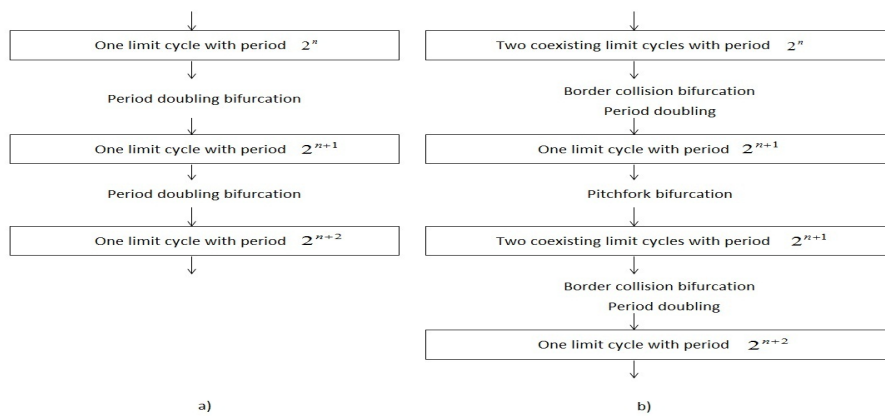 One limit cycle with period 2^n
Period doubling bifurcation
One limit cycle with period 2^{n+1}
Period doubling bifurcation
One limit cycle with period 2^{n+2}
a)
Two coexisting limit cycles with period 2^n
Border collision bifurcation
Period doubling
One limit cycle with period 2^{n+1}
Pitchfork bifurcation
Two coexisting limit cycles with period 2^{n+1}
Border collision bifurcation
Period doubling
One limit cycle with period 2^{n+2}
b)